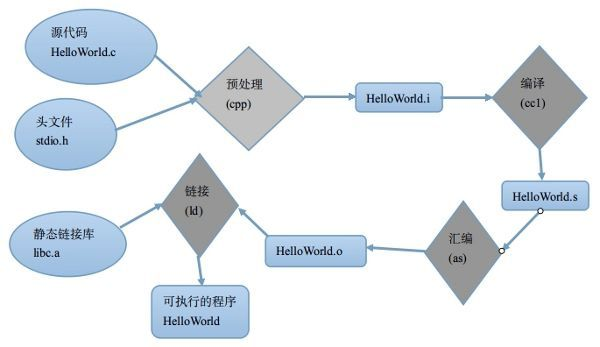 源代码
HelloWorld.c
头文件
stdio.h
预处理
(cpp)
HelloWorld.i
编译
(cc1)
HelloWorld.s
汇编
(as)
HelloWorld.o
链接
(ld)
静态链接库
libc.a
可执行的程序
HelloWorld